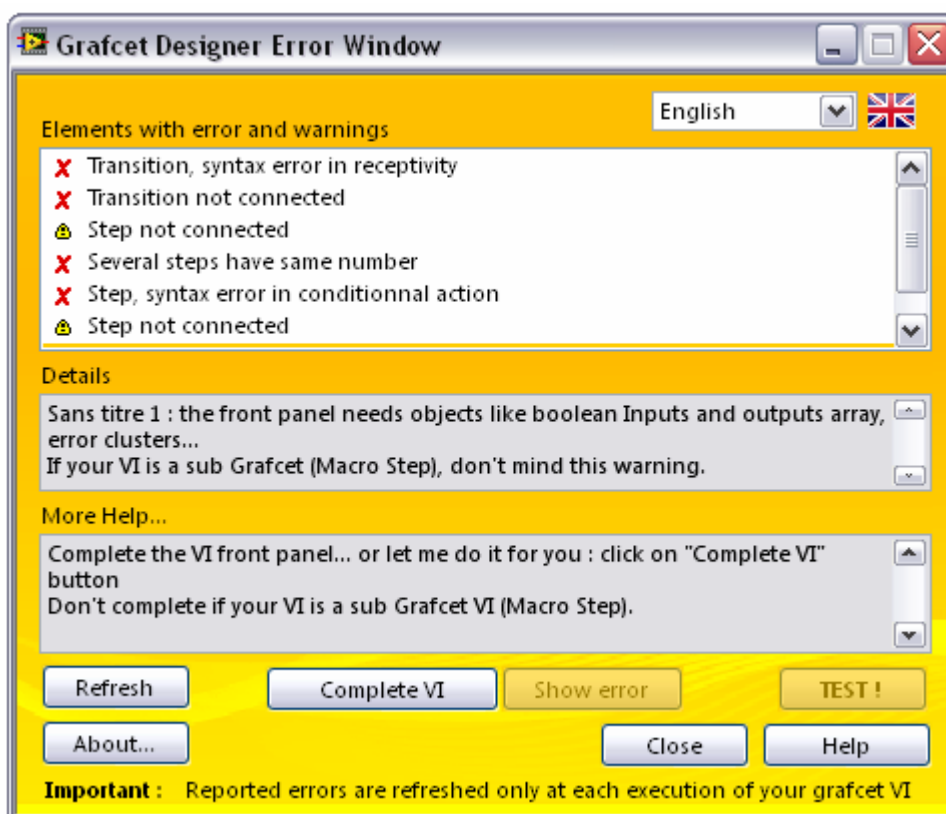 Grafcet Designer Error Window
English
Elements with error and warnings
Transition, syntax error in receptivity
Transition not connected
Step not connected
Several steps have same number
Step, syntax error in conditionnal action
Step not connected
Details
Sans titre 1 : the front panel needs objects like boolean Inputs and outputs array,
error clusters...
If your VI is a sub Grafcet (Macro Step), don't mind this warning.
More Help...
Complete the VI front panel... or let me do it for you : click on "Complete VI"
button
Don't complete if your VI is a sub Grafcet VI (Macro Step).
Refresh
Complete VI
Show error
TEST !
About...
Close
Help
Important : Reported errors are refreshed only at each execution of your grafcet VI